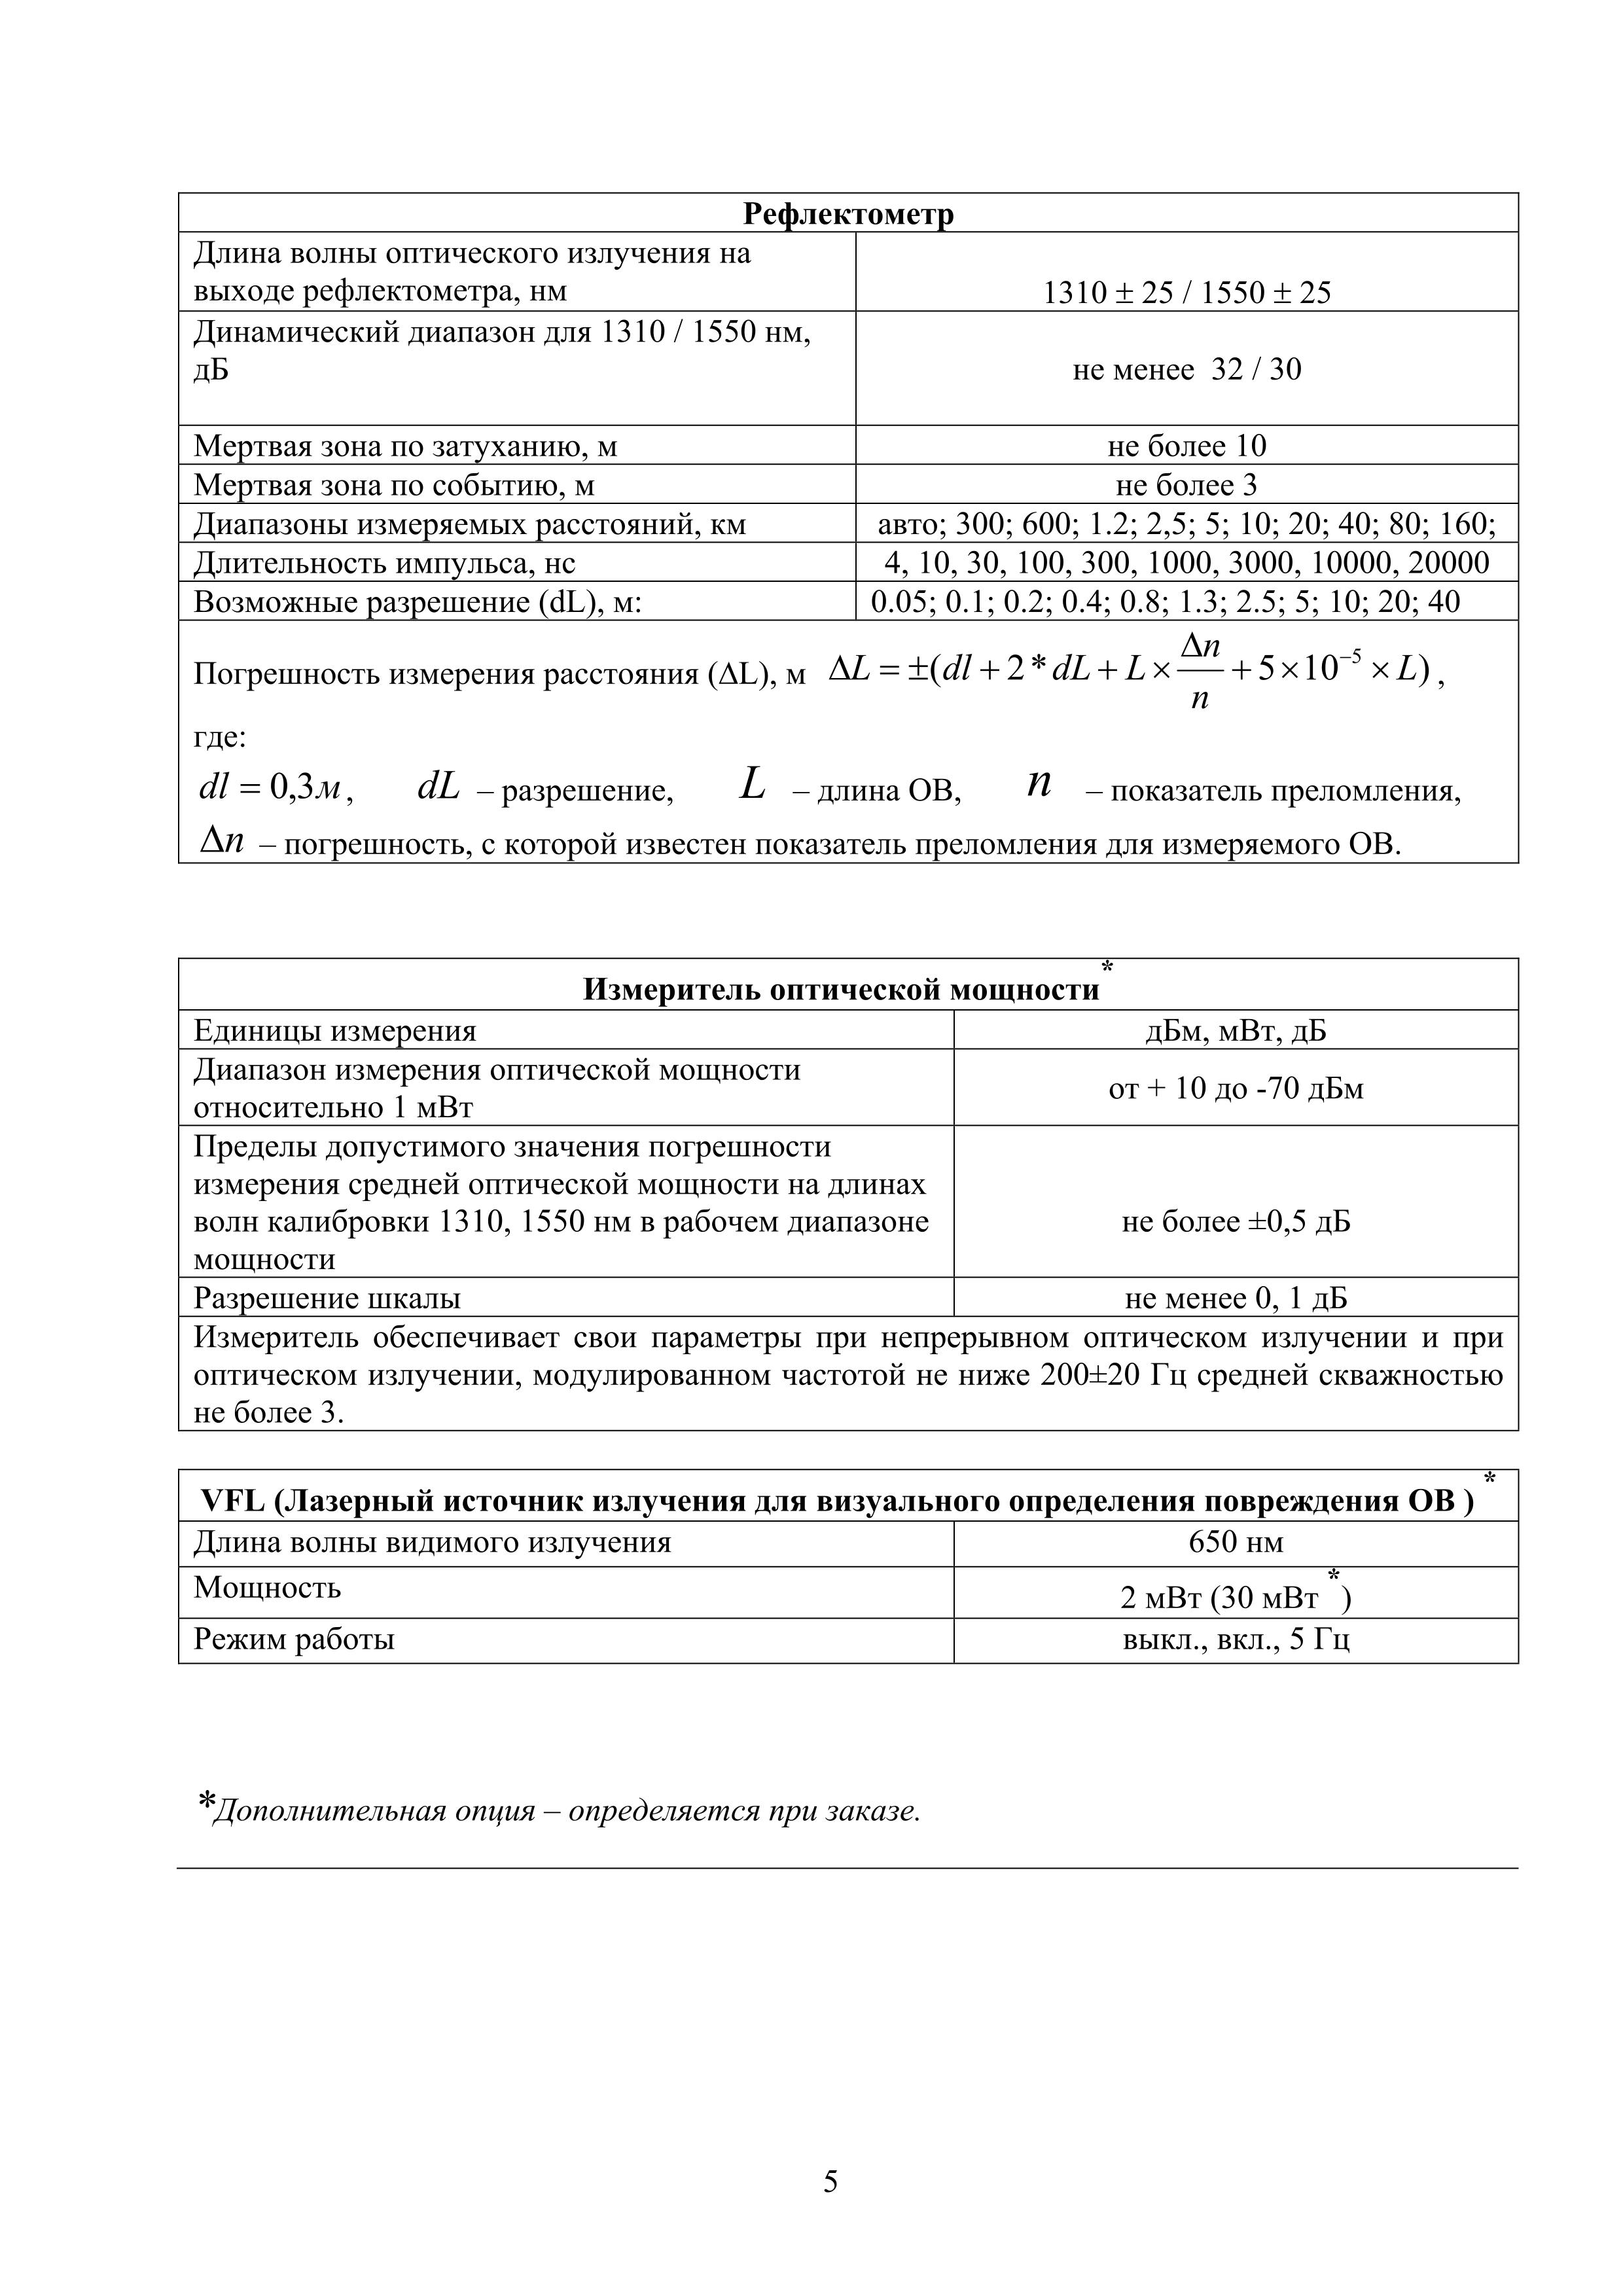 Рефлектометр
Длина волны оптического излучения на
выходе рефлектометра, нм
1310 ± 25 / 1550 ± 25
Динамический диапазон для 1310 / 1550 нм,
дБ
не менее 32 / 30
Мертвая зона по затуханию, м
не более 10
Мертвая зона по событию, м
не более 3
Диапазоны измеряемых расстояний, км
авто; 300; 600; 1.2; 2,5; 5; 10; 20; 40; 80; 160;
Длительность импульса, нс
4, 10, 30, 100, 300, 1000, 3000, 10000, 20000
Возможные разрешение (dL), м:
0.05; 0.1; 0.2; 0.4; 0.8; 1.3; 2.5; 5; 10; 20; 40
Погрешность измерения расстояния (ΔL), м ΔL = ±(dl + 2 * dL + L × Δn/n + 5 × 10⁻⁵ × L) ,
где:
dl = 0,3м , dL – разрешение, L – длина ОВ, n – показатель преломления,
Δn – погрешность, с которой известен показатель преломления для измеряемого ОВ.
Измеритель оптической мощности*
Единицы измерения
дБм, мВт, дБ
Диапазон измерения оптической мощности
относительно 1 мВт
от + 10 до -70 дБм
Пределы допустимого значения погрешности
измерения средней оптической мощности на длинах
волн калибровки 1310, 1550 нм в рабочем диапазоне
мощности
не более ±0,5 дБ
Разрешение шкалы
не менее 0, 1 дБ
Измеритель обеспечивает свои параметры при непрерывном оптическом излучении и при
оптическом излучении, модулированном частотой не ниже 200±20 Гц средней скважностью
не более 3.
VFL (Лазерный источник излучения для визуального определения повреждения ОВ ) *
Длина волны видимого излучения
650 нм
Мощность
2 мВт (30 мВт *)
Режим работы
выкл., вкл., 5 Гц
*Дополнительная опция – определяется при заказе.
5